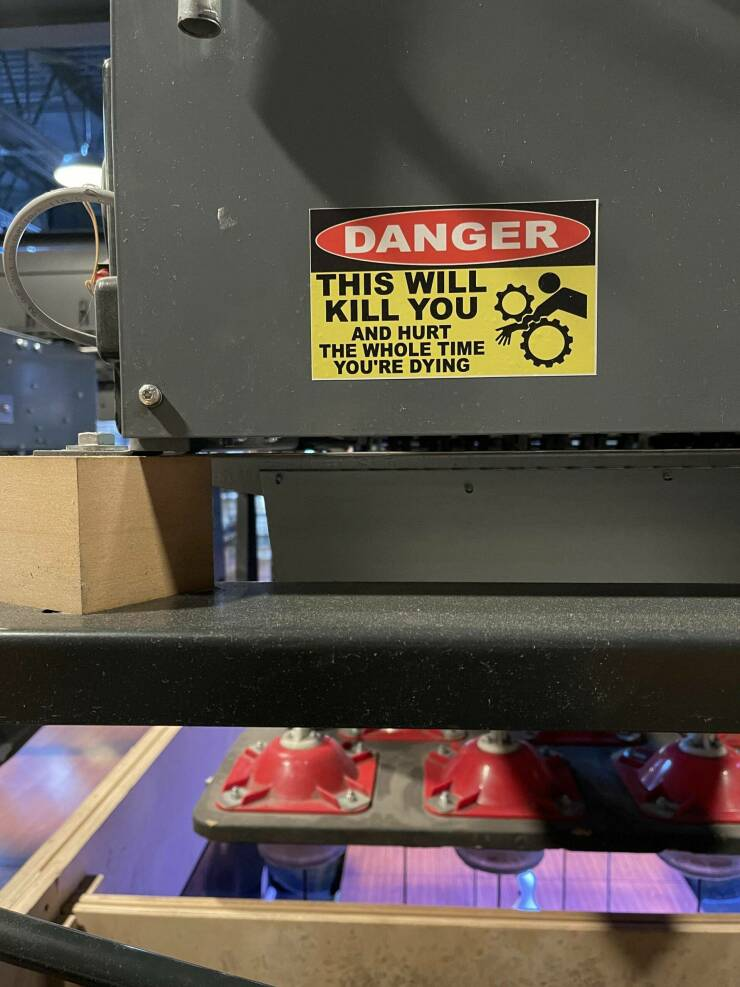 DANGER
THIS WILL
KILL YOU
AND HURT
THE WHOLE TIME
YOU'RE DYING